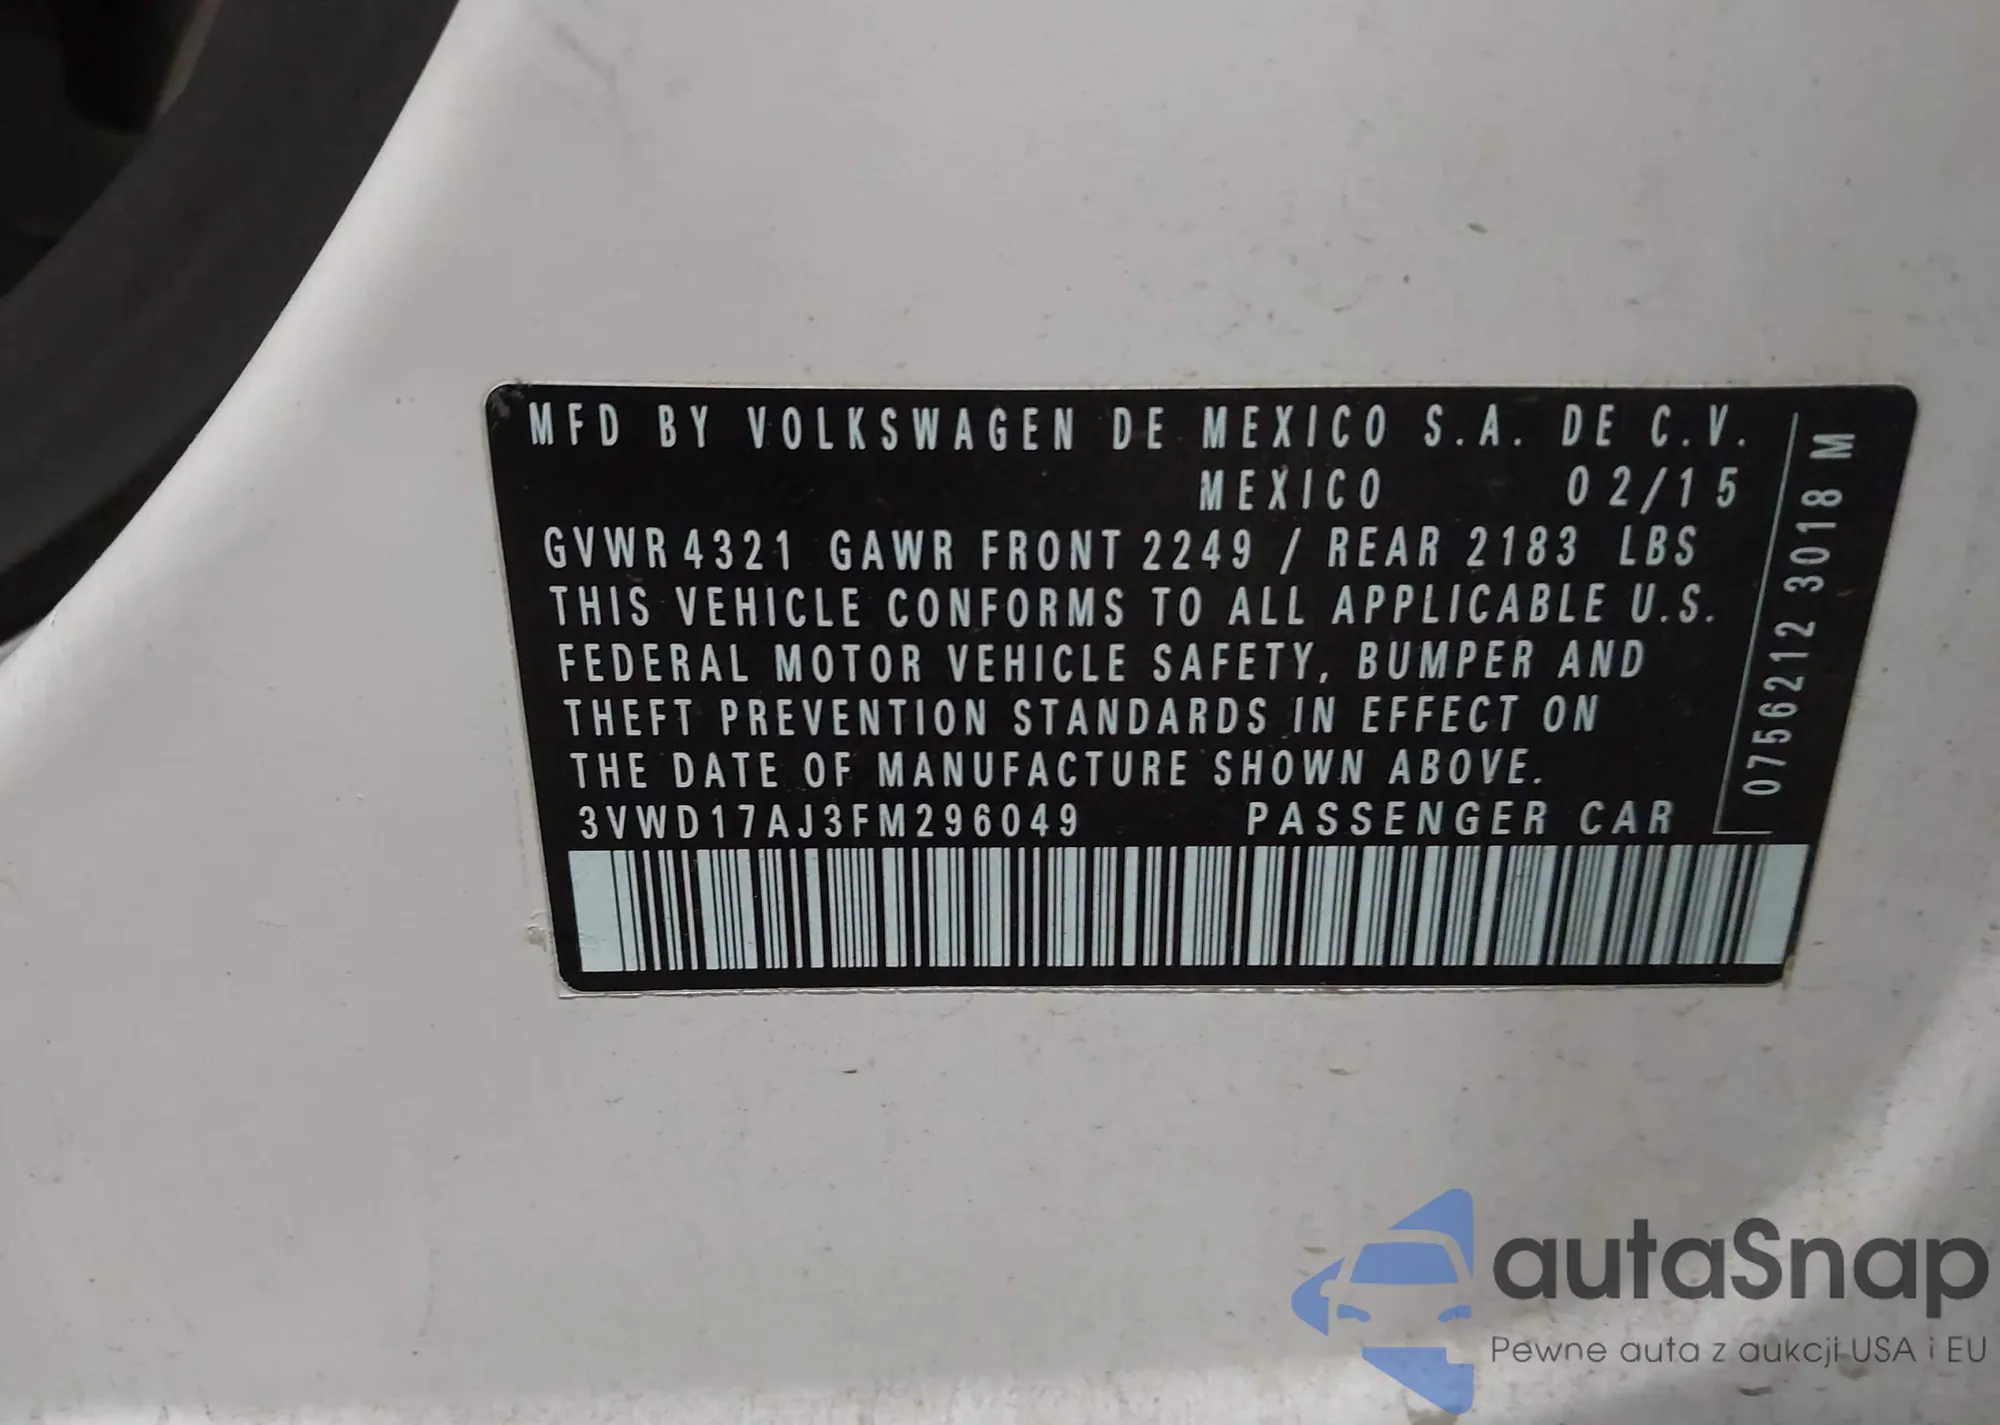 MFD BY VOLKSWAGEN DE MEXICO S.A. DE C.V.
MEXICO 02/15
GVWR 4321 GAWR FRONT 2249 / REAR 2183 LBS
THIS VEHICLE CONFORMS TO ALL APPLICABLE U.S.
FEDERAL MOTOR VEHICLE SAFETY, BUMPER AND
THEFT PREVENTION STANDARDS IN EFFECT ON
THE DATE OF MANUFACTURE SHOWN ABOVE.
3VWD17AJ3FM296049 PASSENGER CAR
0756212 3018 M
autaSnap
Pewne auta z aukcji USA i EU